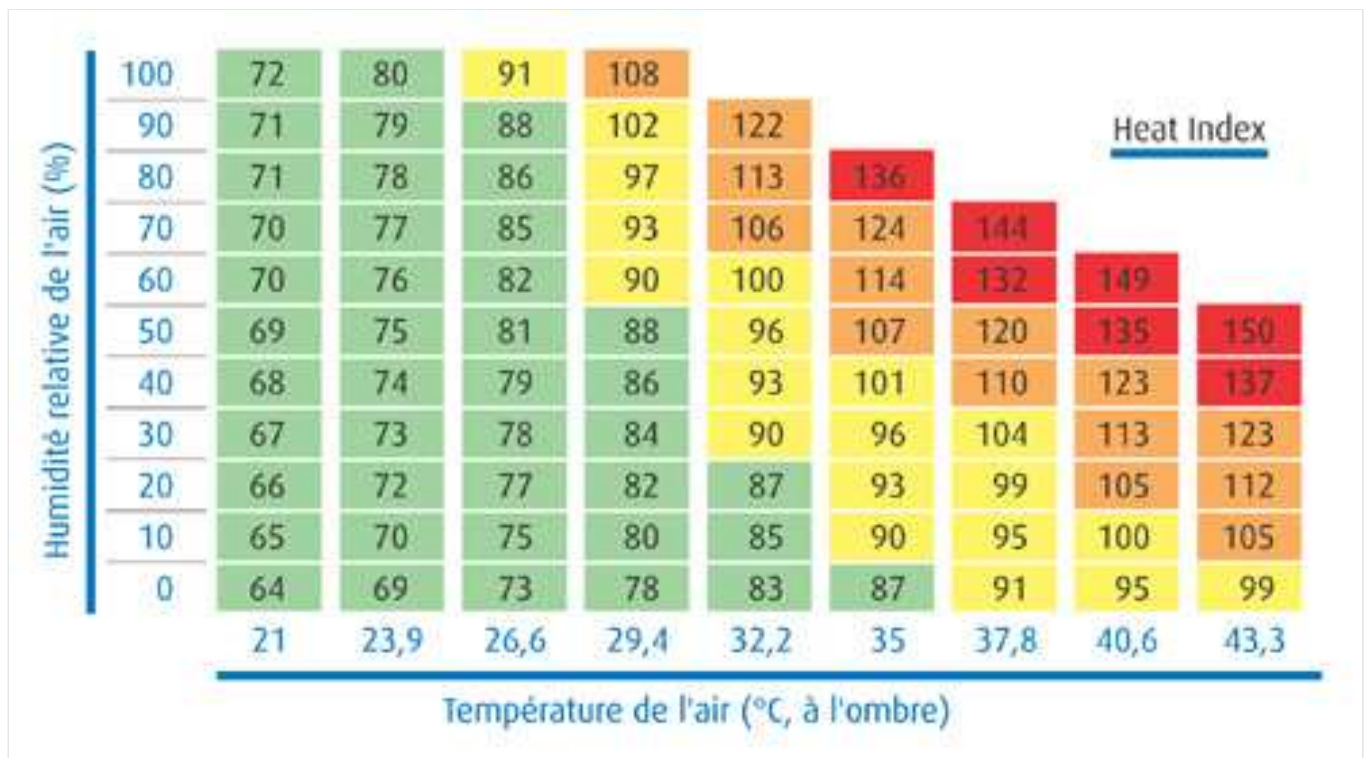 100 72 80 91 108
90 71 79 88 102 122
Heat Index
80 71 78 86 97 113 136
70 70 77 85 93 106 124 144
60 70 76 82 90 100 114 132 149
50 69 75 81 88 96 107 120 135 150
40 68 74 79 86 93 101 110 123 137
30 67 73 78 84 90 96 104 113 123
20 66 72 77 82 87 93 99 105 112
10 65 70 75 80 85 90 95 100 105
0 64 69 73 78 83 87 91 95 99
Humidité relative de l'air (%)
21 23,9 26,6 29,4 32,2 35 37,8 40,6 43,3
Température de l'air (°C, à l'ombre)